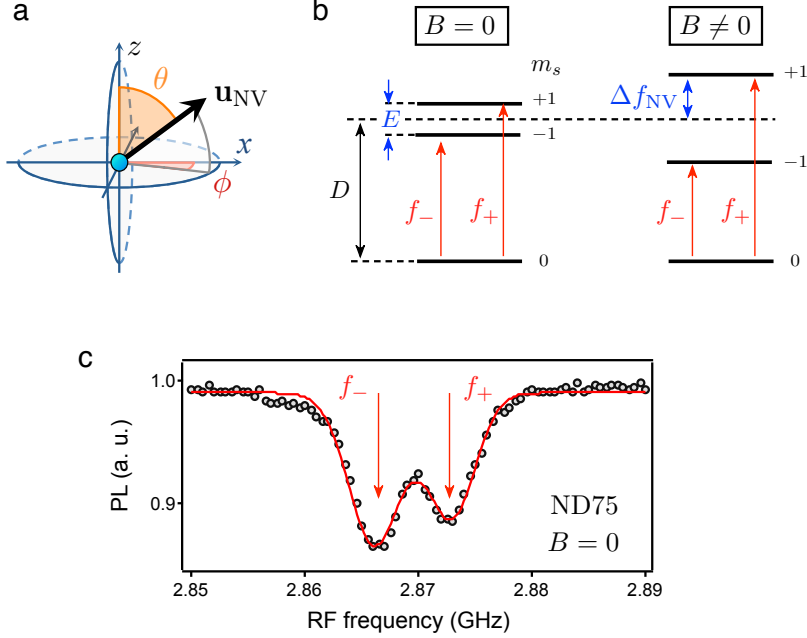 a
z
θ
u_NV
x
ϕ
b
B = 0
B ≠ 0
m_s
+1
E
−1
D
f_−
f_+
0
+1
Δf_NV
−1
f_−
f_+
0
c
1.0
0.9
PL (a. u.)
f_−
f_+
ND75
B = 0
2.85
2.86
2.87
2.88
2.89
RF frequency (GHz)